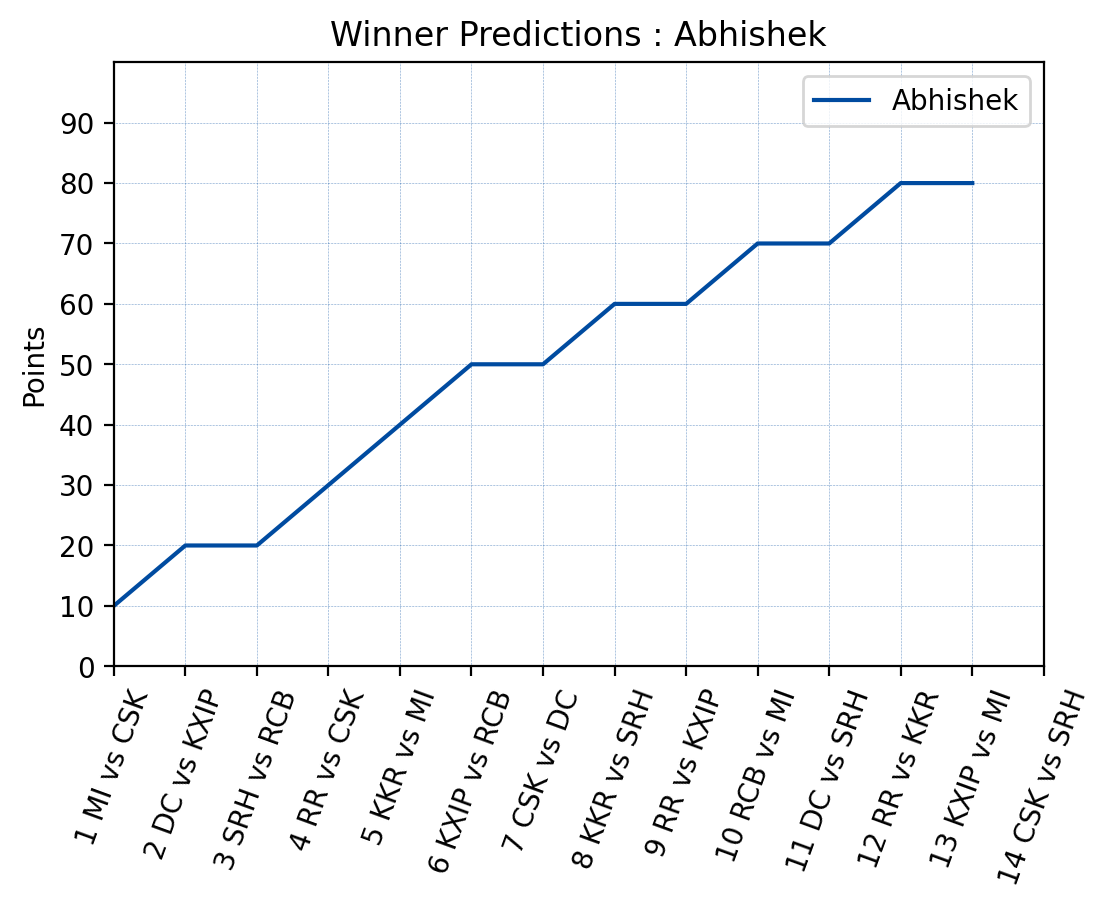 Winner Predictions : Abhishek
Abhishek
Points
90
80
70
60
50
40
30
20
10
0
1 MI vs CSK
2 DC vs KXIP
3 SRH vs RCB
4 RR vs CSK
5 KKR vs MI
6 KXIP vs RCB
7 CSK vs DC
8 KKR vs SRH
9 RR vs KXIP
10 RCB vs MI
11 DC vs SRH
12 RR vs KKR
13 KXIP vs MI
14 CSK vs SRH